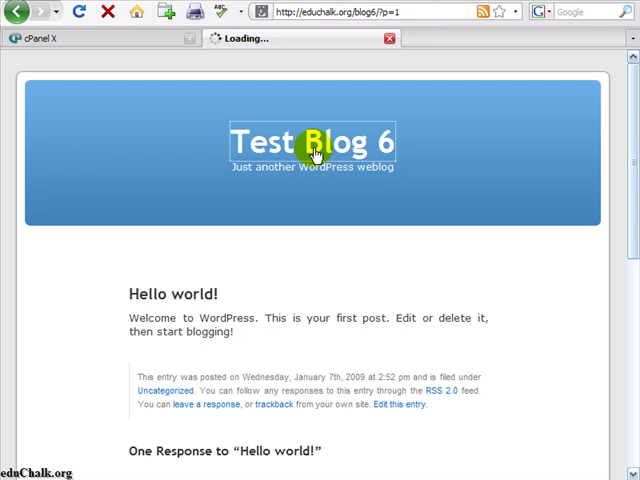 http://educhalk.org/blog6/?p=1
Google
cPanel X
Loading...
Test Blog 6
Just another WordPress weblog
Hello world!
Welcome to WordPress. This is your first post. Edit or delete it,
then start blogging!
This entry was posted on Wednesday, January 7th, 2009 at 2:52 pm and is filed under
Uncategorized. You can follow any responses to this entry through the RSS 2.0 feed.
You can leave a response, or trackback from your own site. Edit this entry.
One Response to “Hello world!”
eduChalk.org